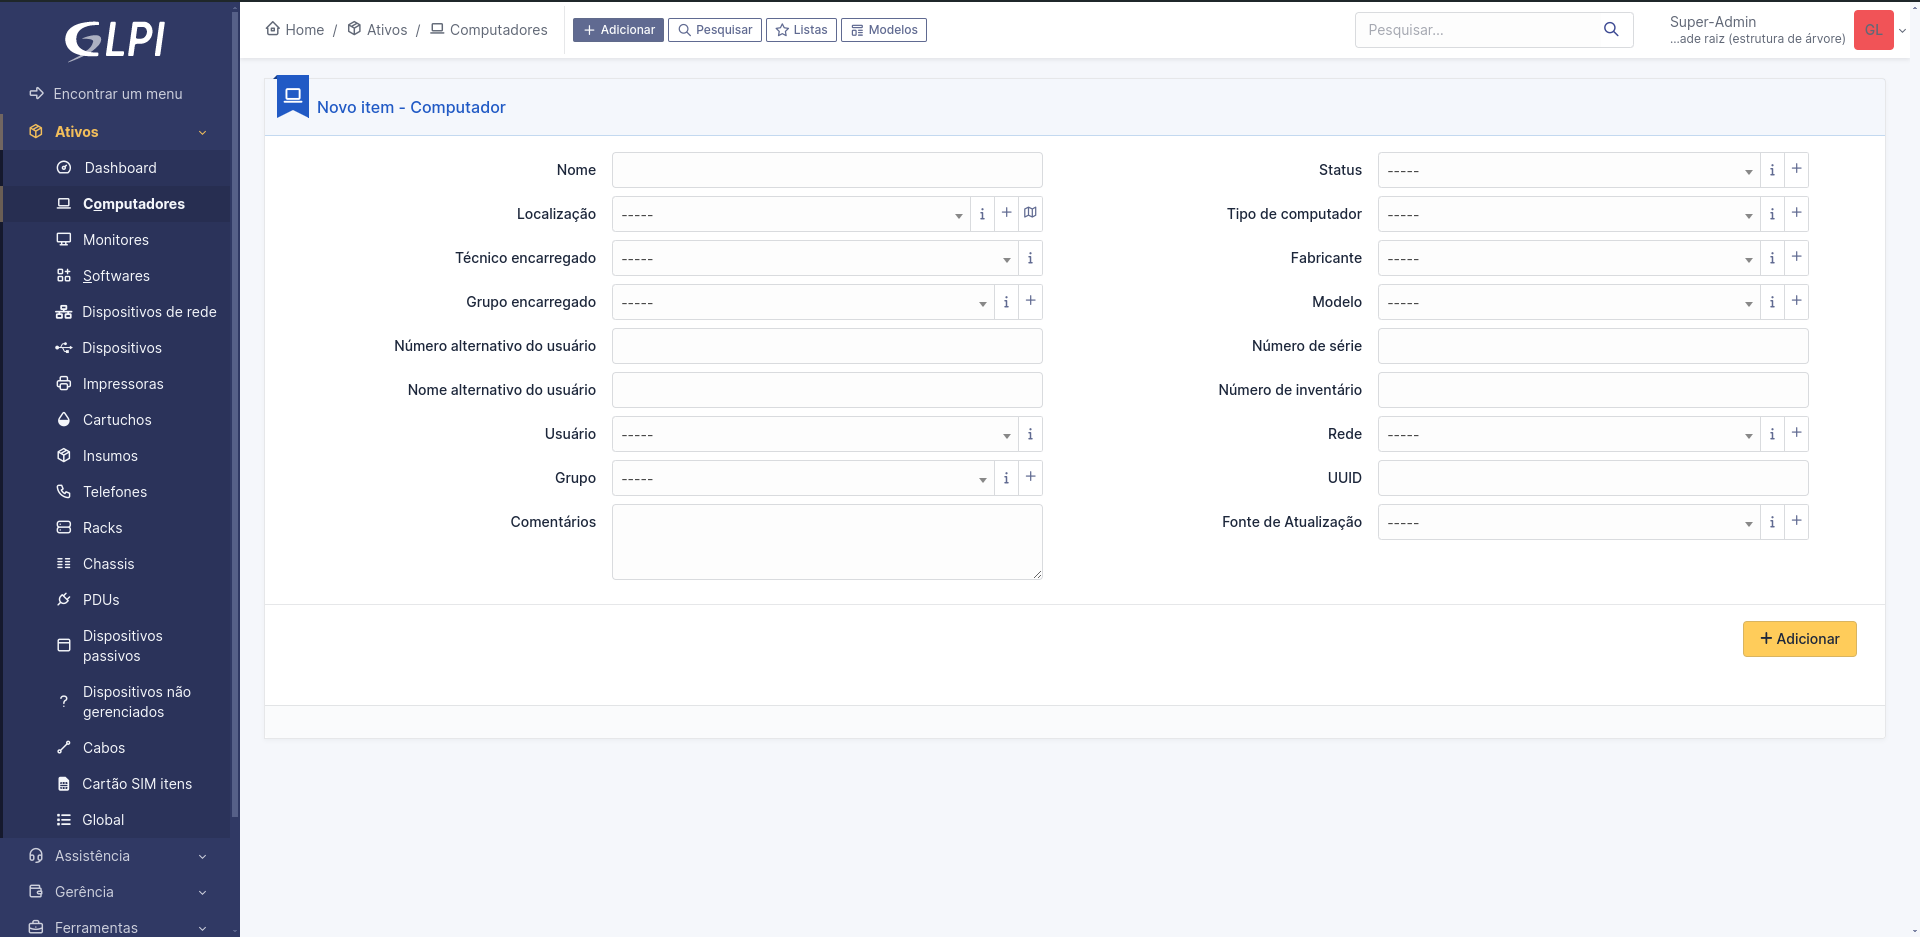 GLPI
Encontrar um menu
Ativos
Dashboard
Computadores
Monitores
Softwares
Dispositivos de rede
Dispositivos
Impressoras
Cartuchos
Insumos
Telefones
Racks
Chassis
PDUs
Dispositivos
passivos
Dispositivos não
gerenciados
Cabos
Cartão SIM itens
Global
Assistência
Gerência
Ferramentas
Home / Ativos / Computadores
+ Adicionar
Pesquisar
Listas
Modelos
Pesquisar...
Super-Admin
...ade raiz (estrutura de árvore)
GL
Novo item - Computador
Nome
Localização -----
Técnico encarregado -----
Grupo encarregado -----
Número alternativo do usuário
Nome alternativo do usuário
Usuário -----
Grupo -----
Comentários
Status -----
Tipo de computador -----
Fabricante -----
Modelo -----
Número de série
Número de inventário
Rede -----
UUID
Fonte de Atualização -----
+ Adicionar